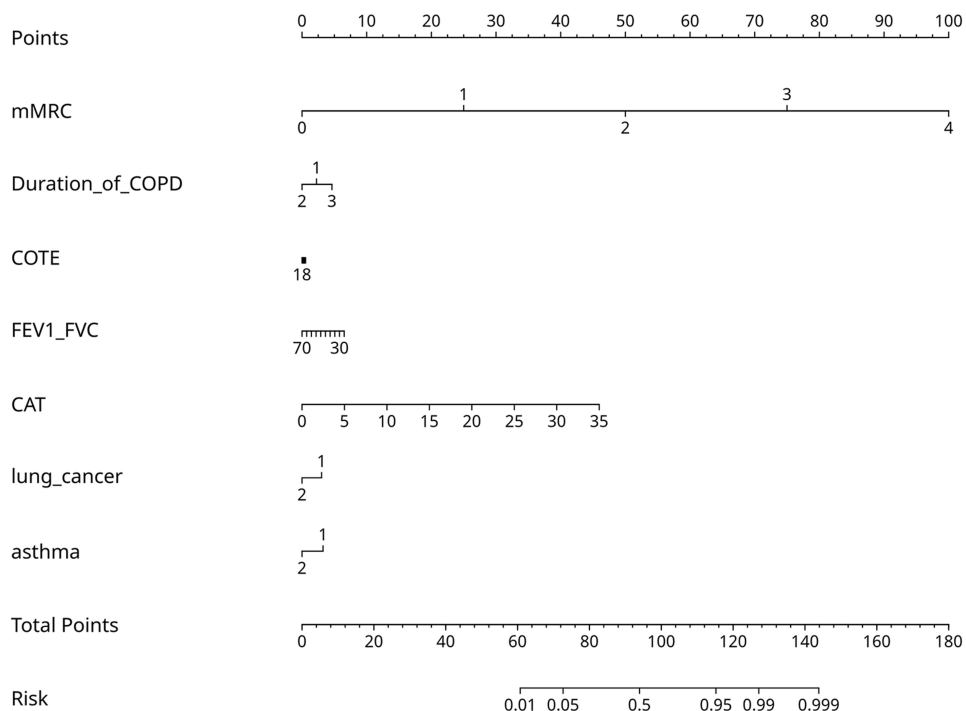 0 10 20 30 40 50 60 70 80 90 100
Points
1 3
mMRC
0 2 4
1
Duration_of_COPD
2 3
COTE
18
FEV1_FVC
70 30
CAT
0 5 10 15 20 25 30 35
1
lung_cancer
2
1
asthma
2
Total Points
0 20 40 60 80 100 120 140 160 180
Risk
0.01 0.05 0.5 0.95 0.99 0.999